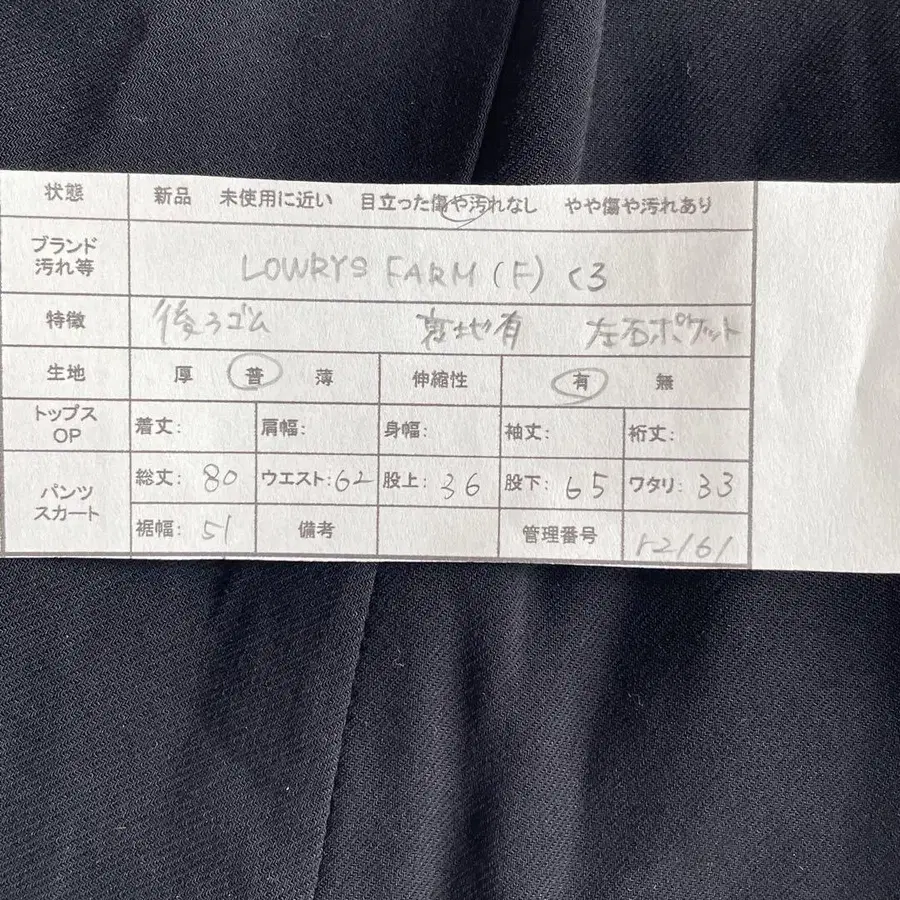 状態 新品 未使用に近い 目立った傷や汚れなし やや傷や汚れあり
ブランド
汚れ等
LOWRYS FARM (F) <3
特徴 後ろゴム 裏地有 左右ポケット
生地 厚 普 薄 伸縮性 有 無
トップス
OP
着丈: 肩幅: 身幅: 袖丈: 裄丈:
パンツ
スカート
総丈: 80 ウエスト: 62 股上: 36 股下: 65 ワタリ: 33
裾幅: 51 備考 管理番号 r2161